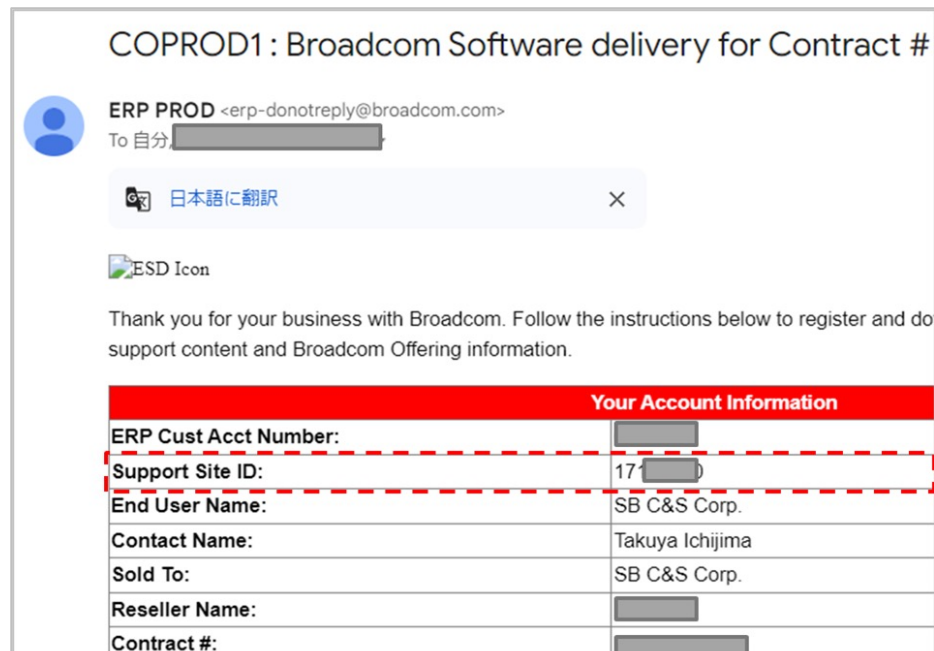 COPROD1 : Broadcom Software delivery for Contract #
ERP PROD <erp-donotreply@broadcom.com>
To 自分,
日本語に翻訳
ESD Icon
Thank you for your business with Broadcom. Follow the instructions below to register and do
support content and Broadcom Offering information.
Your Account Information
ERP Cust Acct Number:
Support Site ID: 171 0
End User Name: SB C&S Corp.
Contact Name: Takuya Ichijima
Sold To: SB C&S Corp.
Reseller Name:
Contract #: